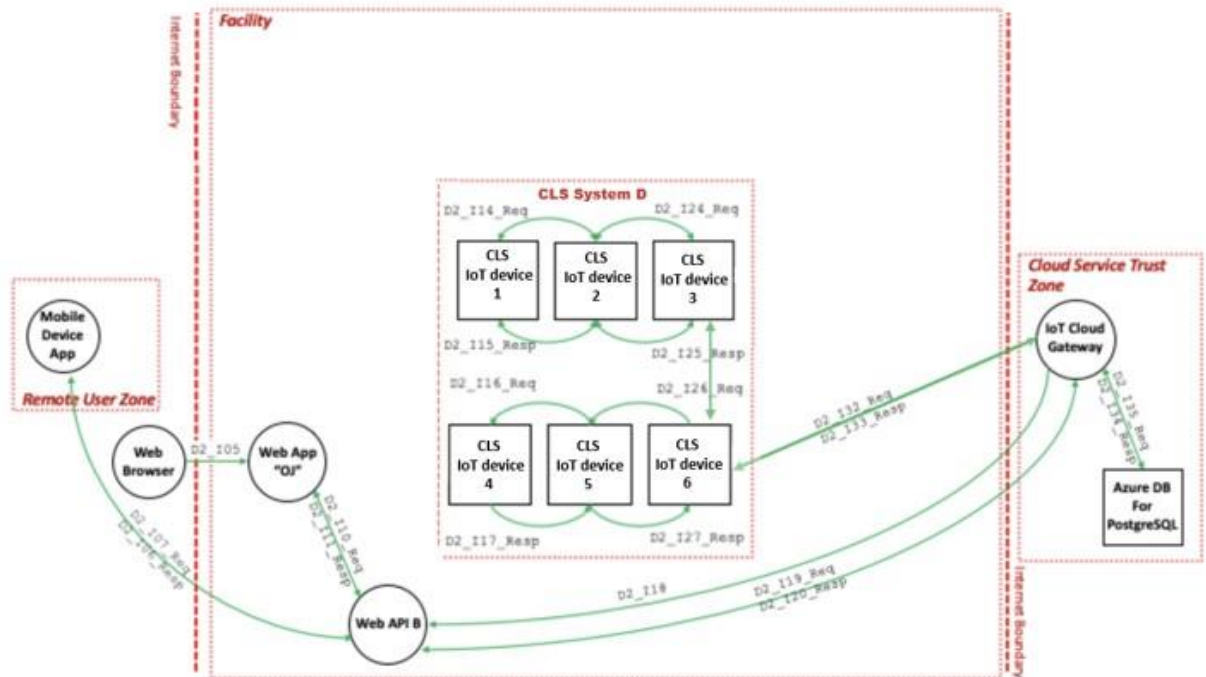 Internet Boundary
Facility
CLS System D
D2_I14_Req
D2_I24_Req
CLS
IoT device
1
CLS
IoT device
2
CLS
IoT device
3
D2_I15_Resp
D2_I25_Resp
D2_I16_Req
D2_I26_Req
CLS
IoT device
4
CLS
IoT device
5
CLS
IoT device
6
D2_I17_Resp
D2_I27_Resp
Mobile
Device
App
Remote User Zone
Web
Browser
D2_I05
Web App
"OJ"
D2_I07_Req
D2_I06_Resp
D2_I10_Req
D2_I11_Resp
Web API B
D2_I18
D2_I19_Req
D2_I20_Resp
D2_I32_Req
D2_I33_Resp
Cloud Service Trust
Zone
IoT Cloud
Gateway
D2_I35_Req
D2_I34_Resp
Azure DB
For
PostgreSQL
Internet Boundary